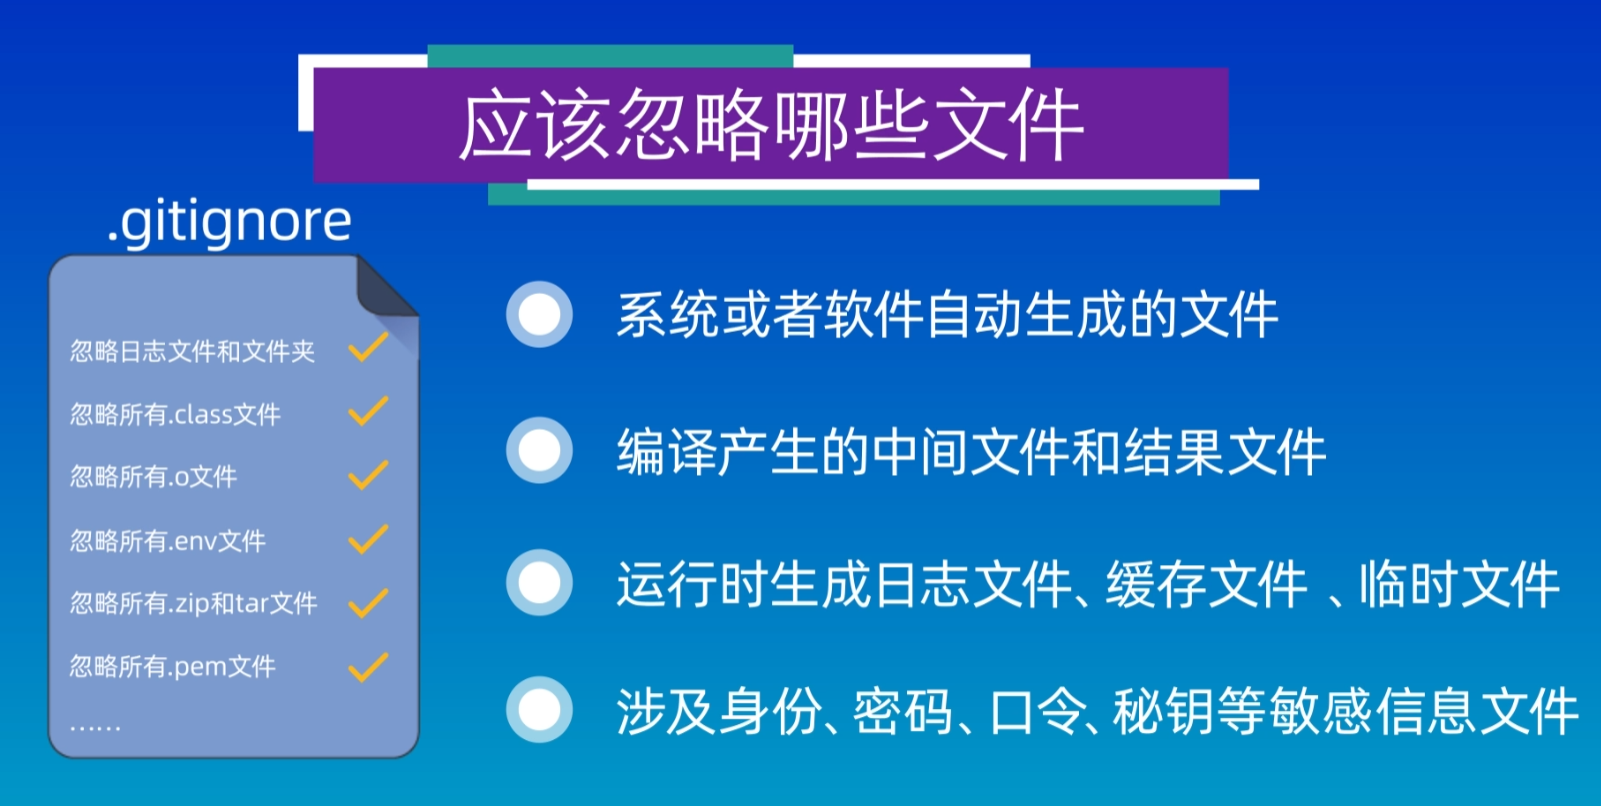 应该忽略哪些文件
.gitignore
忽略日志文件和文件夹
忽略所有.class文件
忽略所有.o文件
忽略所有.env文件
忽略所有.zip和tar文件
忽略所有.pem文件
……
系统或者软件自动生成的文件
编译产生的中间文件和结果文件
运行时生成日志文件、缓存文件 、临时文件
涉及身份、密码、口令、秘钥等敏感信息文件